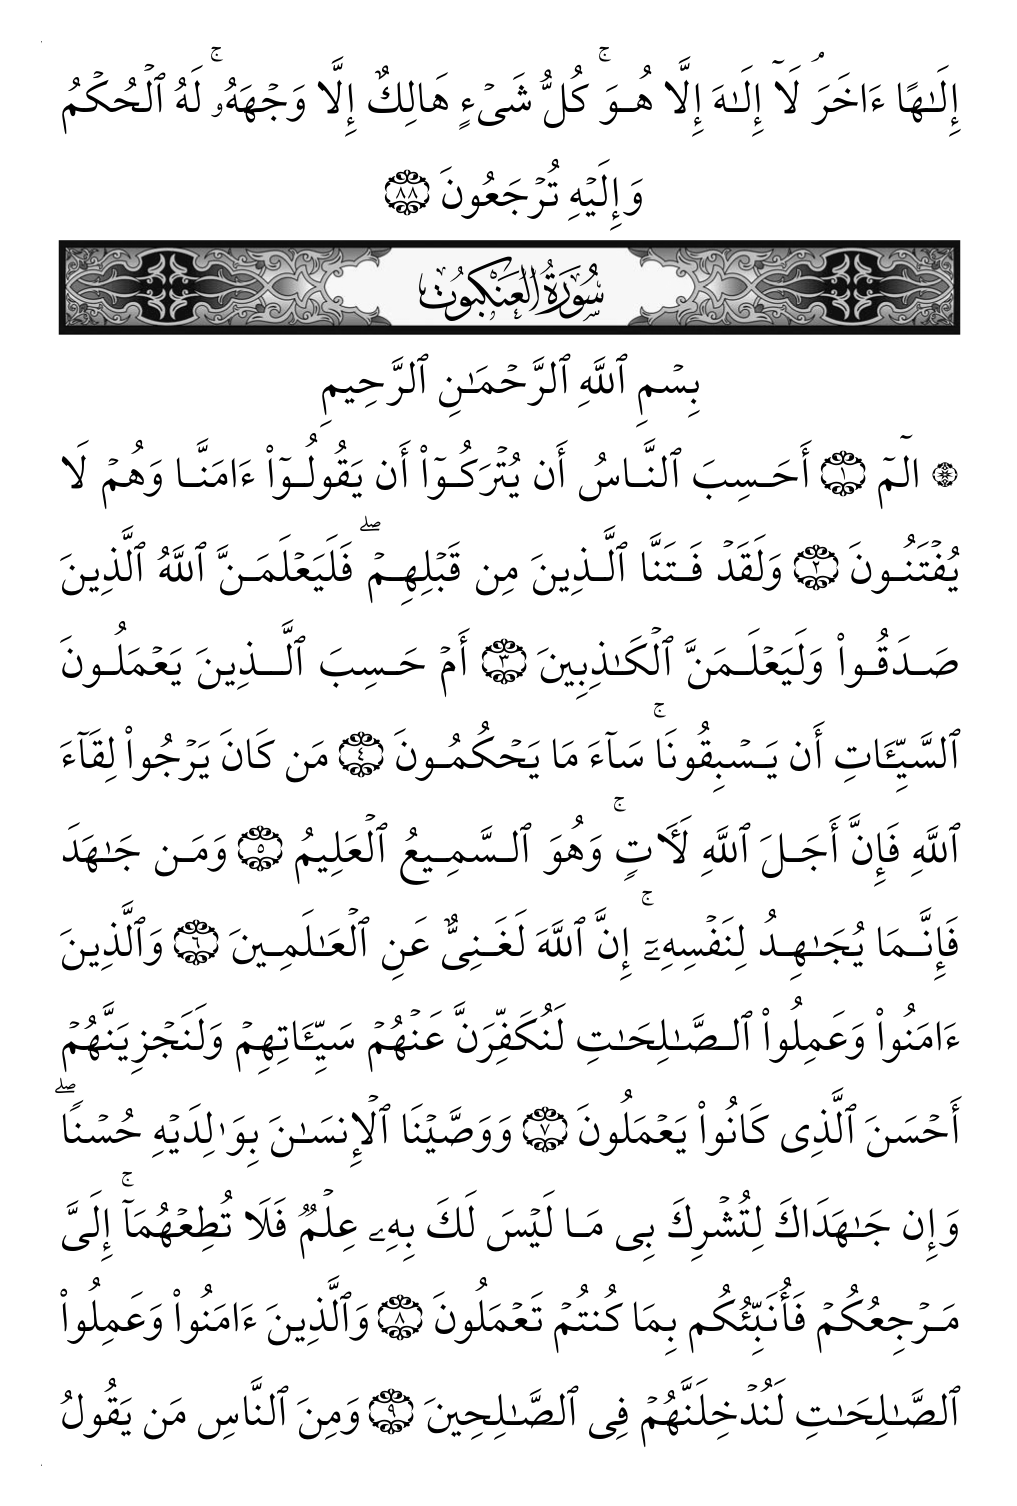 إِلَـٰهًا ءَاخَرَ ۘ لَآ إِلَـٰهَ إِلَّا هُوَ ۚ كُلُّ شَىْءٍ هَالِكٌ إِلَّا وَجْهَهُۥ ۚ لَهُ ٱلْحُكْمُ
وَإِلَيْهِ تُرْجَعُونَ ٨٨
سُورَةُ العَنْكَبُوتِ
بِسْمِ ٱللَّهِ ٱلرَّحْمَـٰنِ ٱلرَّحِيمِ
۞ الٓمٓ ١ أَحَسِبَ ٱلنَّاسُ أَن يُتْرَكُوٓا۟ أَن يَقُولُوٓا۟ ءَامَنَّا وَهُمْ لَا
يُفْتَنُونَ ٢ وَلَقَدْ فَتَنَّا ٱلَّذِينَ مِن قَبْلِهِمْ ۖ فَلَيَعْلَمَنَّ ٱللَّهُ ٱلَّذِينَ
صَدَقُوا۟ وَلَيَعْلَمَنَّ ٱلْكَـٰذِبِينَ ٣ أَمْ حَسِبَ ٱلَّذِينَ يَعْمَلُونَ
ٱلسَّيِّـَٔاتِ أَن يَسْبِقُونَا ۚ سَآءَ مَا يَحْكُمُونَ ٤ مَن كَانَ يَرْجُوا۟ لِقَآءَ
ٱللَّهِ فَإِنَّ أَجَلَ ٱللَّهِ لَـَٔاتٍ ۚ وَهُوَ ٱلسَّمِيعُ ٱلْعَلِيمُ ٥ وَمَن جَـٰهَدَ
فَإِنَّمَا يُجَـٰهِدُ لِنَفْسِهِۦٓ ۚ إِنَّ ٱللَّهَ لَغَنِىٌّ عَنِ ٱلْعَـٰلَمِينَ ٦ وَٱلَّذِينَ
ءَامَنُوا۟ وَعَمِلُوا۟ ٱلصَّـٰلِحَـٰتِ لَنُكَفِّرَنَّ عَنْهُمْ سَيِّـَٔاتِهِمْ وَلَنَجْزِيَنَّهُمْ
أَحْسَنَ ٱلَّذِى كَانُوا۟ يَعْمَلُونَ ٧ وَوَصَّيْنَا ٱلْإِنسَـٰنَ بِوَٰلِدَيْهِ حُسْنًا ۖ
وَإِن جَـٰهَدَاكَ لِتُشْرِكَ بِى مَا لَيْسَ لَكَ بِهِۦ عِلْمٌ فَلَا تُطِعْهُمَآ ۚ إِلَىَّ
مَرْجِعُكُمْ فَأُنَبِّئُكُم بِمَا كُنتُمْ تَعْمَلُونَ ٨ وَٱلَّذِينَ ءَامَنُوا۟ وَعَمِلُوا۟
ٱلصَّـٰلِحَـٰتِ لَنُدْخِلَنَّهُمْ فِى ٱلصَّـٰلِحِينَ ٩ وَمِنَ ٱلنَّاسِ مَن يَقُولُ